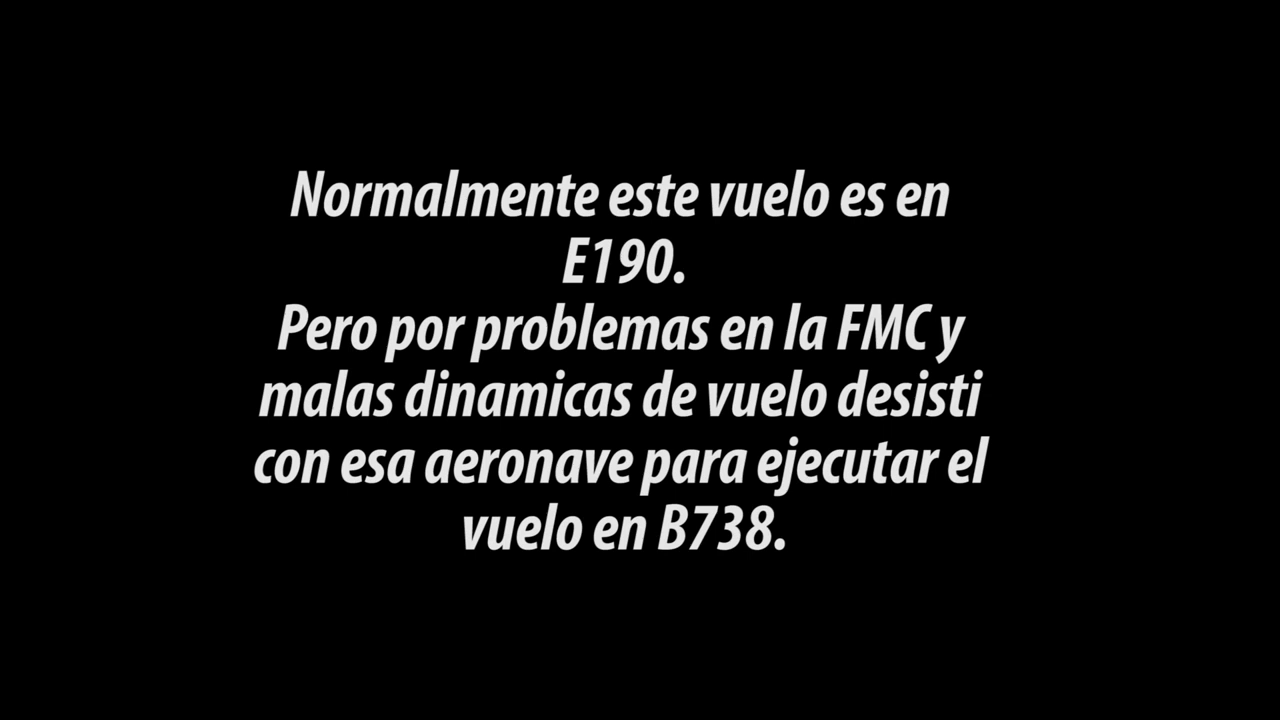 Normalmente este vuelo es en
E190.
Pero por problemas en la FMC y
malas dinamicas de vuelo desisti
con esa aeronave para ejecutar el
vuelo en B738.